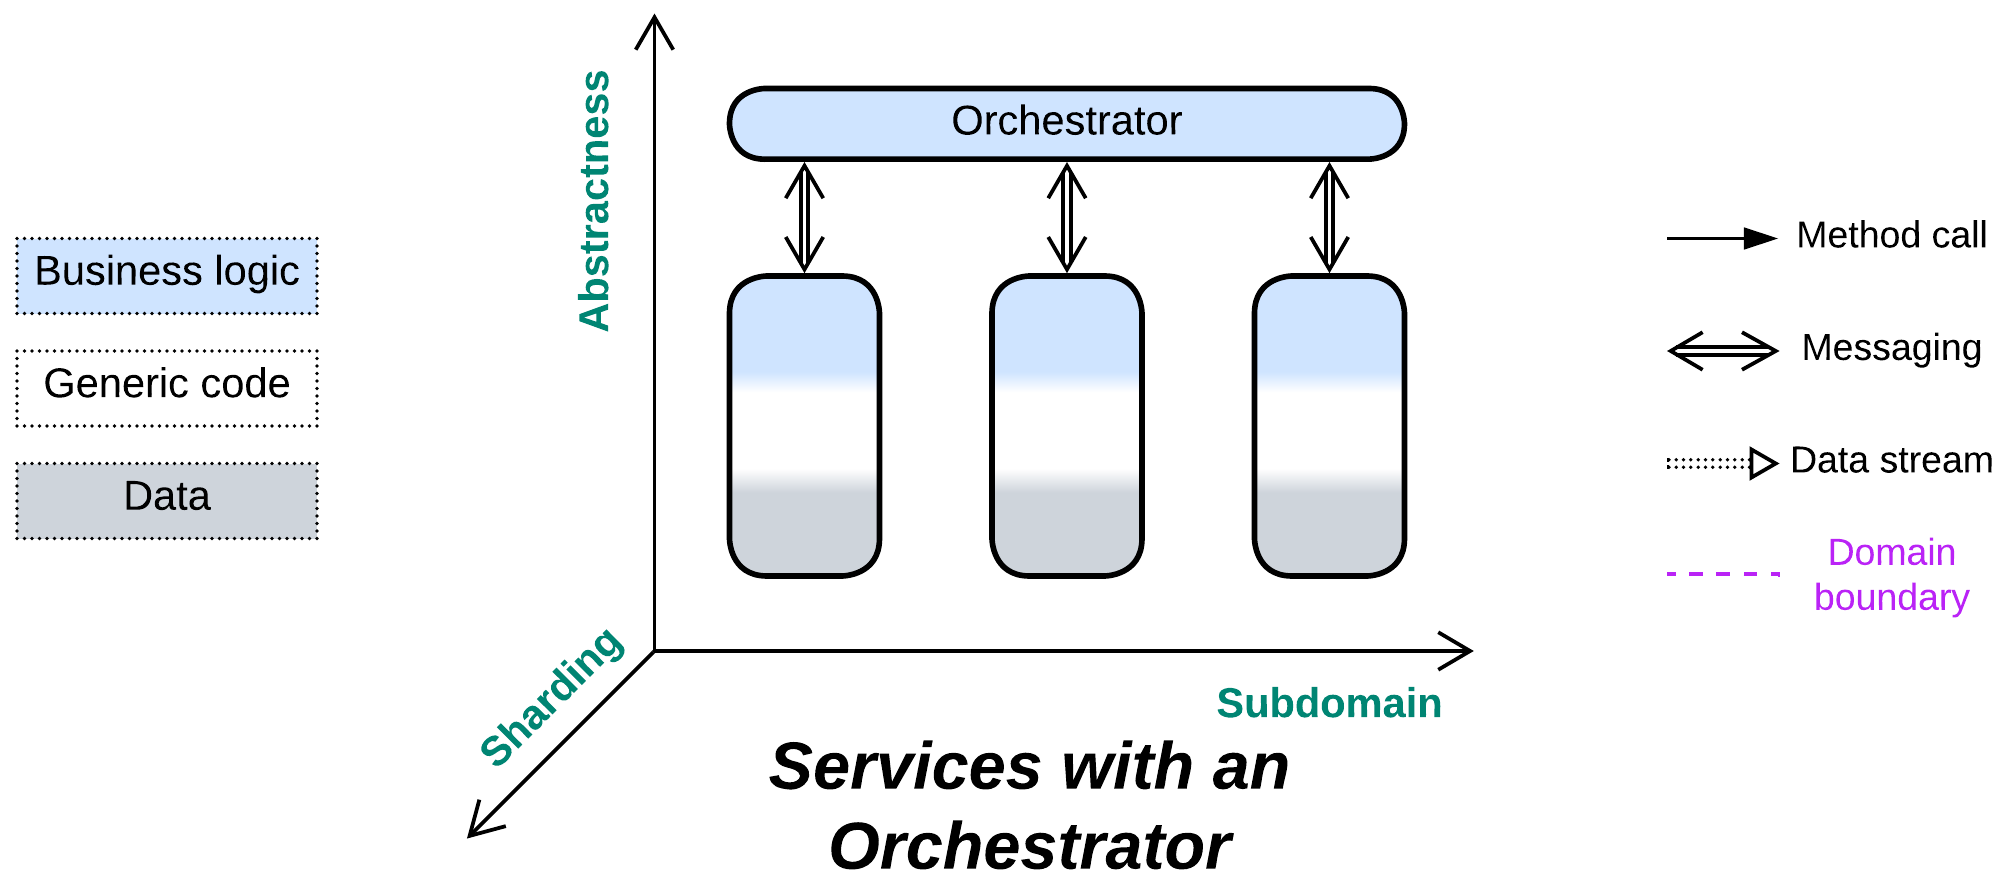 Business logic
Generic code
Data
Abstractness
Orchestrator
Sharding
Subdomain
Services with an
Orchestrator
Method call
Messaging
Data stream
Domain
boundary